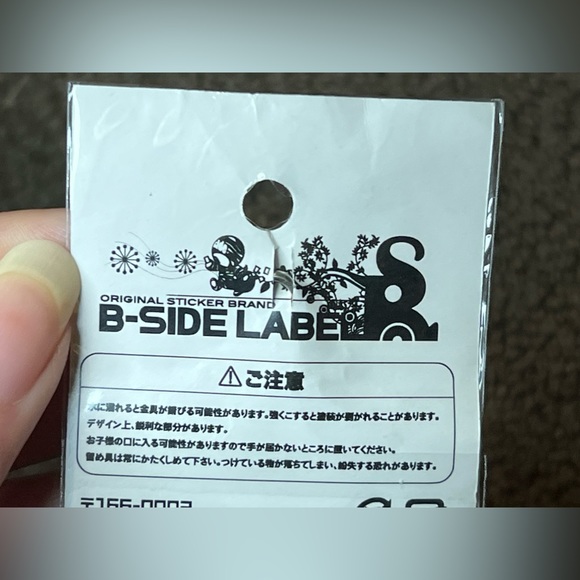 ORIGINAL STICKER BRAND
B-SIDE LABEL
⚠ご注意
水に濡れると金具が錆びる可能性があります。強くこすると塗装が剥がれることがあります。
デザイン上、鋭利な部分があります。
お子様の口に入る可能性がありますので手が届かないところに置いてください。
留め具は常にかたくしめて下さい。つけている物が落ちてしまい、紛失する恐れがあります。
〒166-0003